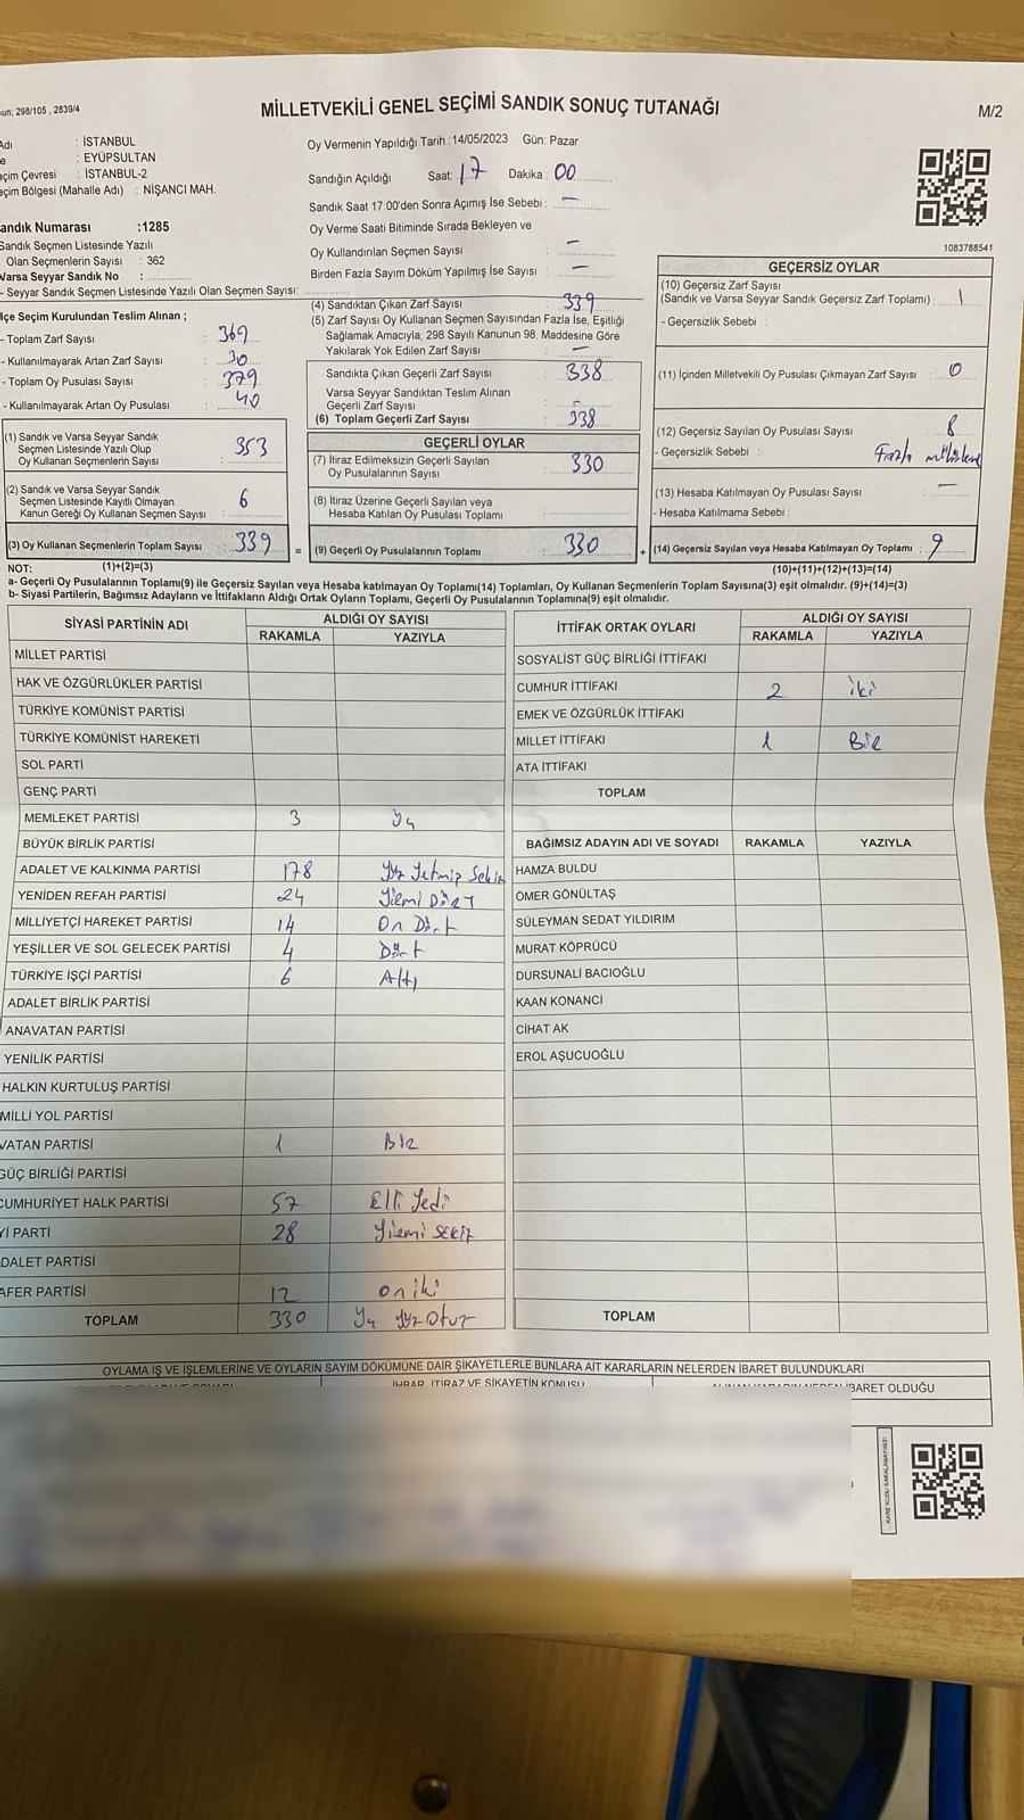 298/105 , 2839/4
MİLLETVEKİLİ GENEL SEÇİMİ SANDIK SONUÇ TUTANAĞI
M/2
Adı : İSTANBUL
: EYÜPSULTAN
eçim Çevresi : İSTANBUL-2
eçim Bölgesi (Mahalle Adı) : NİŞANCI MAH.
andık Numarası :1285
Sandık Seçmen Listesinde Yazılı
Olan Seçmenlerin Sayısı : 362
Varsa Seyyar Sandık No :
- Seyyar Sandık Seçmen Listesinde Yazılı Olan Seçmen Sayısı:
lçe Seçim Kurulundan Teslim Alınan ;
- Toplam Zarf Sayısı : 369
- Kullanılmayarak Artan Zarf Sayısı : 30
- Toplam Oy Pusulası Sayısı : 379
- Kullanılmayarak Artan Oy Pusulası : 40
(1) Sandık ve Varsa Seyyar Sandık
Seçmen Listesinde Yazılı Olup
Oy Kullanan Seçmenlerin Sayısı : 353
(2) Sandık ve Varsa Seyyar Sandık
Seçmen Listesinde Kayıtlı Olmayan
Kanun Gereği Oy Kullanan Seçmen Sayısı : 6
(3) Oy Kullanan Seçmenlerin Toplam Sayısı : 339
Oy Vermenin Yapıldığı Tarih : 14/05/2023 Gün: Pazar
Sandığın Açıldığı Saat: 17 Dakika : 00
Sandık Saat 17:00'den Sonra Açımış İse Sebebi : —
Oy Verme Saati Bitiminde Sırada Bekleyen ve
Oy Kullandırılan Seçmen Sayısı : —
Birden Fazla Sayım Döküm Yapılmış İse Sayısı : —
(4) Sandıktan Çıkan Zarf Sayısı : 339
(5) Zarf Sayısı Oy Kullanan Seçmen Sayısından Fazla İse, Eşitliği
Sağlamak Amacıyla, 298 Sayılı Kanunun 98. Maddesine Göre
Yakılarak Yok Edilen Zarf Sayısı : —
Sandıkta Çıkan Geçerli Zarf Sayısı : 338
Varsa Seyyar Sandıktan Teslim Alınan
Geçerli Zarf Sayısı : -
(6) Toplam Geçerli Zarf Sayısı : 338
GEÇERLİ OYLAR
(7) İtiraz Edilmeksizin Geçerli Sayılan
Oy Pusulalarının Sayısı : 330
(8) İtiraz Üzerine Geçerli Sayılan veya
Hesaba Katılan Oy Pusulası Toplamı :
= (9) Geçerli Oy Pusulalarının Toplamı : 330
1083788541
GEÇERSİZ OYLAR
(10) Geçersiz Zarf Sayısı
(Sandık ve Varsa Seyyar Sandık Geçersiz Zarf Toplamı) : 1
- Geçersizlik Sebebi :
(11) İçinden Milletvekili Oy Pusulası Çıkmayan Zarf Sayısı : 0
(12) Geçersiz Sayılan Oy Pusulası Sayısı : 8
- Geçersizlik Sebebi : Fazla
(13) Hesaba Katılmayan Oy Pusulası Sayısı : —
- Hesaba Katılmama Sebebi :
+ (14) Geçersiz Sayılan veya Hesaba Katılmayan Oy Toplamı : 9
NOT: (1)+(2)=(3)
(10)+(11)+(12)+(13)=(14)
a- Geçerli Oy Pusulalarının Toplamı(9) ile Geçersiz Sayılan veya Hesaba katılmayan Oy Toplamı(14) Toplamları, Oy Kullanan Seçmenlerin Toplam Sayısına(3) eşit olmalıdır. (9)+(14)=(3)
b- Siyasi Partilerin, Bağımsız Adayların ve İttifakların Aldığı Ortak Oyların Toplamı, Geçerli Oy Pusulalarının Toplamına(9) eşit olmalıdır.
SİYASİ PARTİNİN ADI
ALDIĞI OY SAYISI
RAKAMLA YAZIYLA
MİLLET PARTİSİ
HAK VE ÖZGÜRLÜKLER PARTİSİ
TÜRKİYE KOMÜNİST PARTİSİ
TÜRKİYE KOMÜNİST HAREKETİ
SOL PARTİ
GENÇ PARTİ
MEMLEKET PARTİSİ 3 Üç
BÜYÜK BİRLİK PARTİSİ
ADALET VE KALKINMA PARTİSİ 178 Yüz Yetmiş Sekiz
YENİDEN REFAH PARTİSİ 24 Yirmi Dört
MİLLİYETÇİ HAREKET PARTİSİ 14 On Dört
YEŞİLLER VE SOL GELECEK PARTİSİ 4 Dört
TÜRKİYE İŞÇİ PARTİSİ 6 Altı
ADALET BİRLİK PARTİSİ
ANAVATAN PARTİSİ
YENİLİK PARTİSİ
HALKIN KURTULUŞ PARTİSİ
MİLLİ YOL PARTİSİ
VATAN PARTİSİ 1 Bir
GÜÇ BİRLİĞİ PARTİSİ
CUMHURİYET HALK PARTİSİ 57 Elli Yedi
Yİ PARTİ 28 Yirmi Sekiz
DALET PARTİSİ
AFER PARTİSİ 12 on iki
TOPLAM 330 Üç Yüz Otuz
İTTİFAK ORTAK OYLARI
ALDIĞI OY SAYISI
RAKAMLA YAZIYLA
SOSYALİST GÜÇ BİRLİĞİ İTTİFAKI
CUMHUR İTTİFAKI 2 iki
EMEK VE ÖZGÜRLÜK İTTİFAKI
MİLLET İTTİFAKI 1 Bir
ATA İTTİFAKI
TOPLAM
BAĞIMSIZ ADAYIN ADI VE SOYADI RAKAMLA YAZIYLA
HAMZA BULDU
ÖMER GÖNÜLTAŞ
SÜLEYMAN SEDAT YILDIRIM
MURAT KÖPRÜCÜ
DURSUNALİ BACIOĞLU
KAAN KONANCİ
CİHAT AK
EROL AŞUCUOĞLU
TOPLAM
OYLAMA İŞ VE İŞLEMLERİNE VE OYLARIN SAYIM DÖKÜMÜNE DAİR ŞİKAYETLERLE BUNLARA AİT KARARLARIN NELERDEN İBARET BULUNDUKLARI
İHBAR, İTİRAZ VE ŞİKAYETİN KONUSU
BARET OLDUĞU